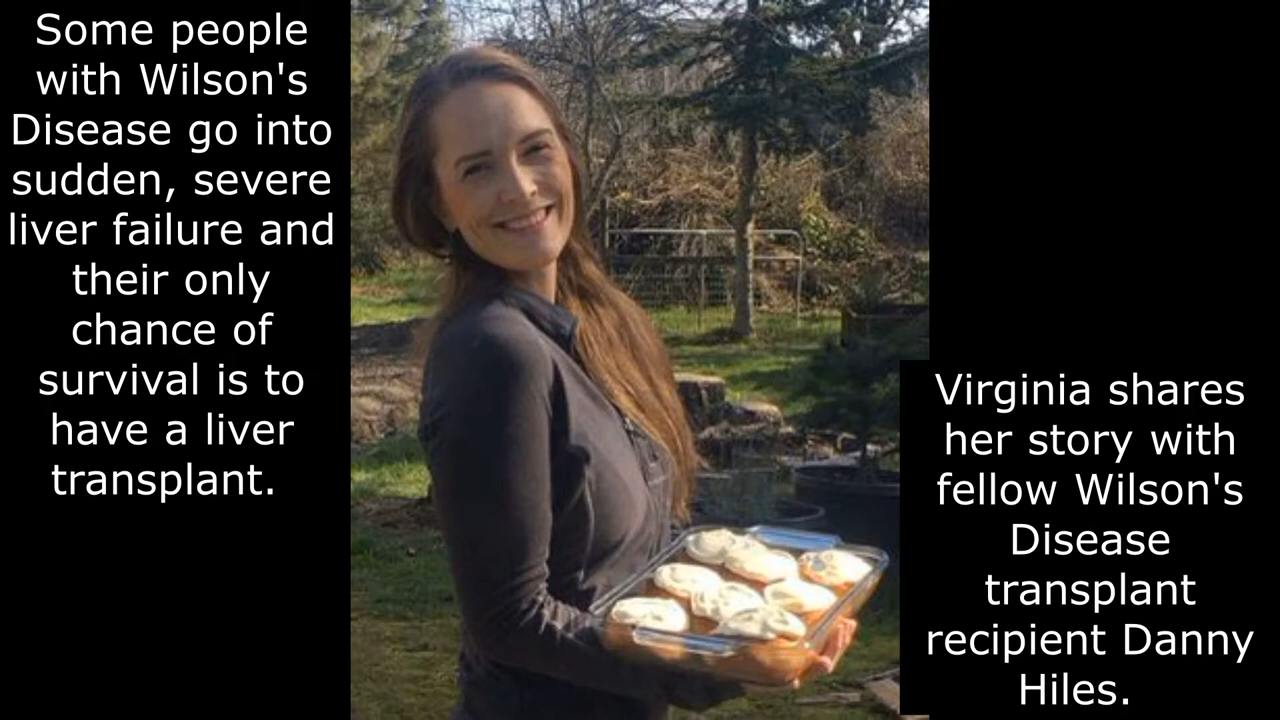 Some people
with Wilson's
Disease go into
sudden, severe
liver failure and
their only
chance of
survival is to
have a liver
transplant.
Virginia shares
her story with
fellow Wilson's
Disease
transplant
recipient Danny
Hiles.